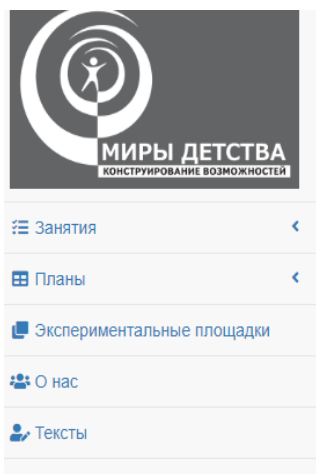 МИРЫ ДЕТСТВА
КОНСТРУИРОВАНИЕ ВОЗМОЖНОСТЕЙ
Занятия
Планы
Экспериментальные площадки
О нас
Тексты